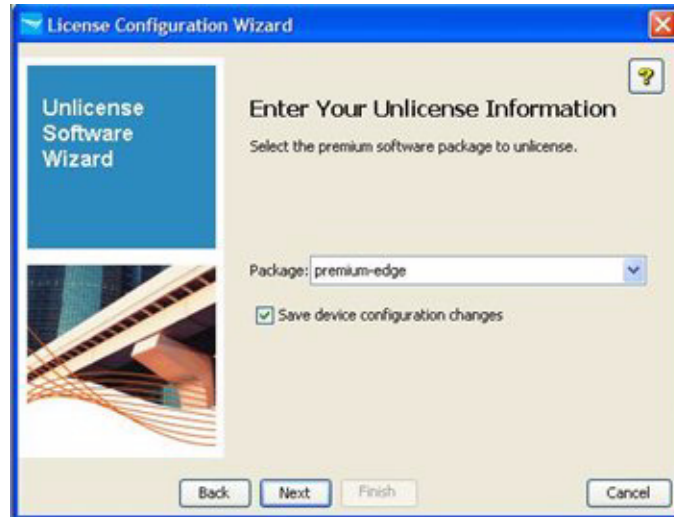 License Configuration Wizard
?
Unlicense
Software
Wizard
Enter Your Unlicense Information
Select the premium software package to unlicense.
Package: premium-edge
Save device configuration changes
Back
Next
Finish
Cancel